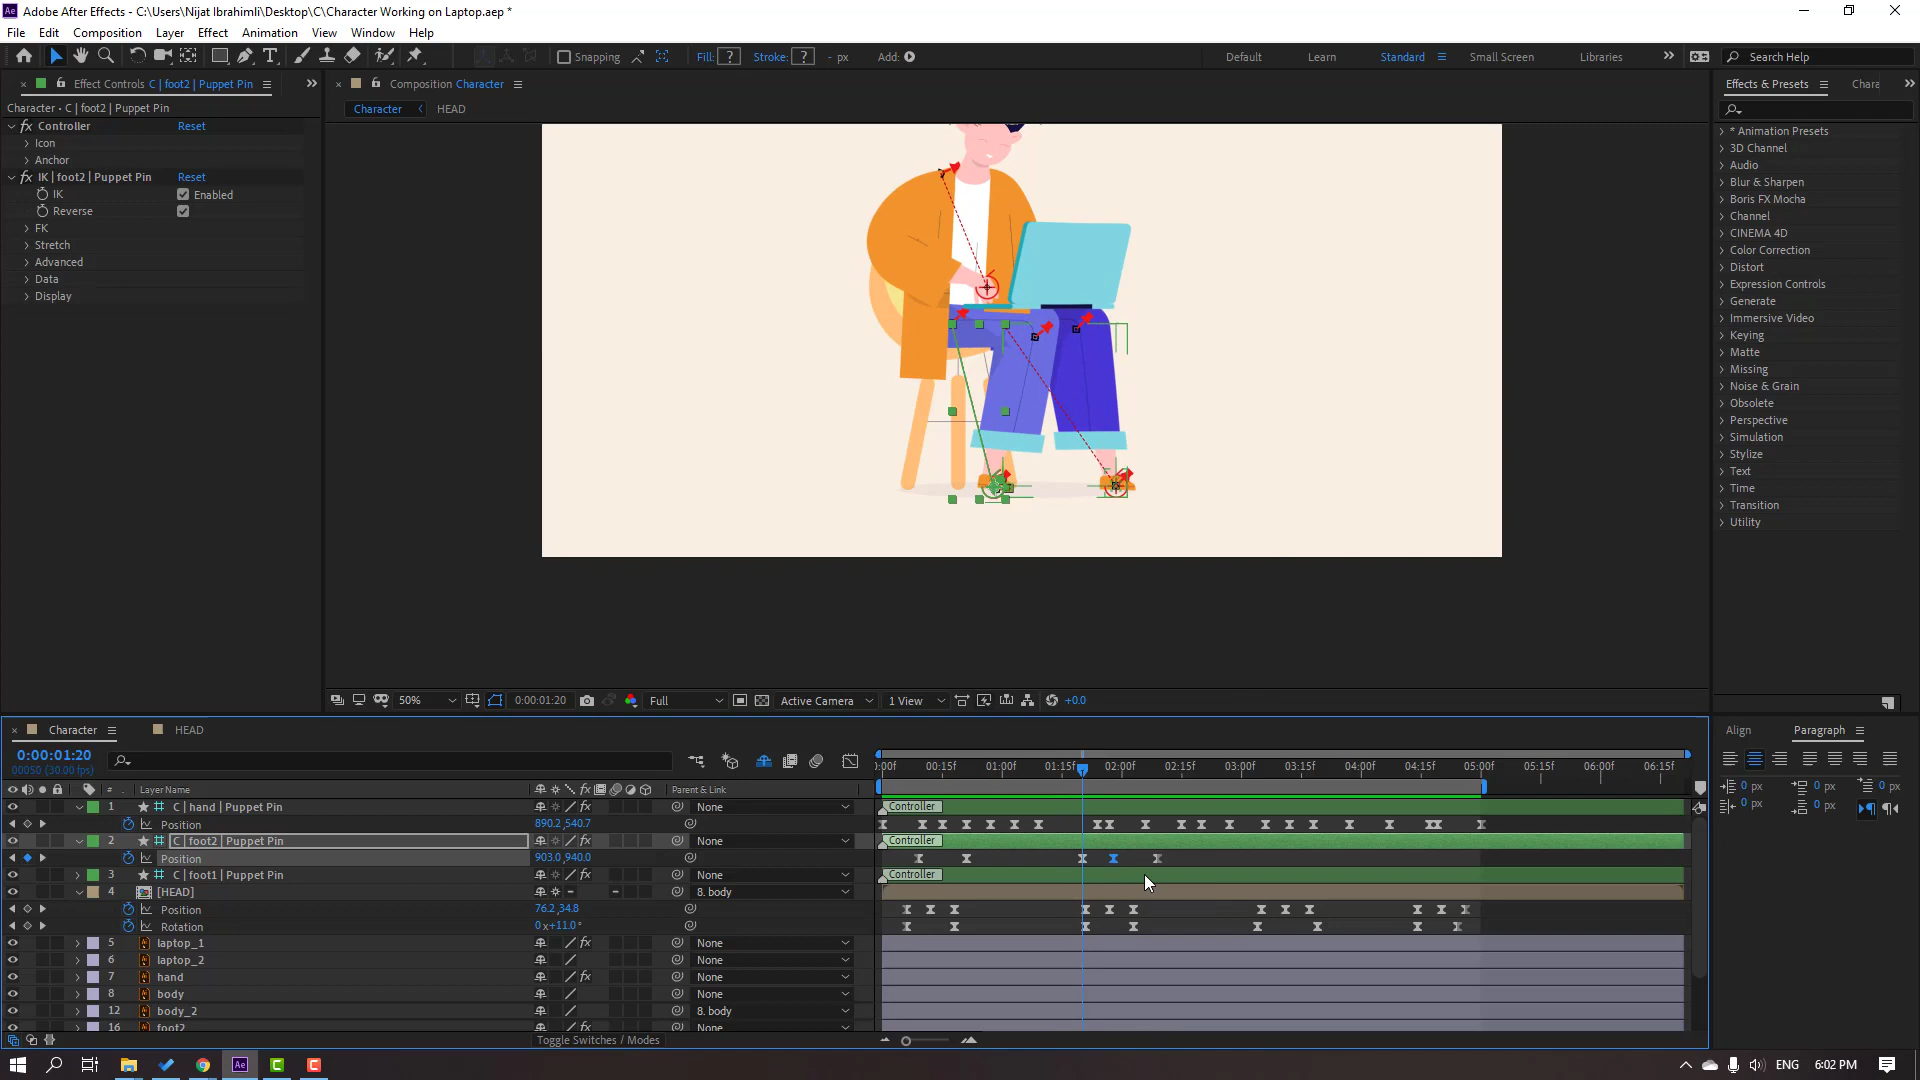 Adobe After Effects - C:\Users\Nijat Ibrahimli\Desktop\C\Character Working on Laptop.aep *
File Edit Composition Layer Effect Animation View Window Help
Snapping Fill: ? Stroke: ? - px Add: Default Learn Standard Small Screen Libraries Search Help
Effect Controls C | foot2 | Puppet Pin
Composition Character
Effects & Presets Chara
Character • C | foot2 | Puppet Pin
Character HEAD
fx Controller Reset
Icon
Anchor
fx IK | foot2 | Puppet Pin Reset
IK Enabled
Reverse
FK
Stretch
Advanced
Data
Display
* Animation Presets
3D Channel
Audio
Blur & Sharpen
Boris FX Mocha
Channel
CINEMA 4D
Color Correction
Distort
Expression Controls
Generate
Immersive Video
Keying
Matte
Missing
Noise & Grain
Obsolete
Perspective
Simulation
Stylize
Text
Time
Transition
Utility
50% 0:00:01:20 Full Active Camera 1 View +0.0
Character HEAD
Align Paragraph
0:00:01:20
00050 (30.00 fps)
:00f 00:15f 01:00f 01:15f 02:00f 02:15f 03:00f 03:15f 04:00f 04:15f 05:00f 05:15f 06:00f 06:15f
0 px 0 px 0 px
0 px 0 px
# Layer Name Parent & Link
1 C | hand | Puppet Pin None Controller
Position 890.2,540.7
2 C | foot2 | Puppet Pin None Controller
Position 903.0,940.0
3 C | foot1 | Puppet Pin None Controller
4 [HEAD] 8. body
Position 76.2,34.8
Rotation 0x+11.0°
5 laptop_1 None
6 laptop_2 None
7 hand None
8 body None
12 body_2 8. body
16 foot2 None
Toggle Switches / Modes
ENG 6:02 PM